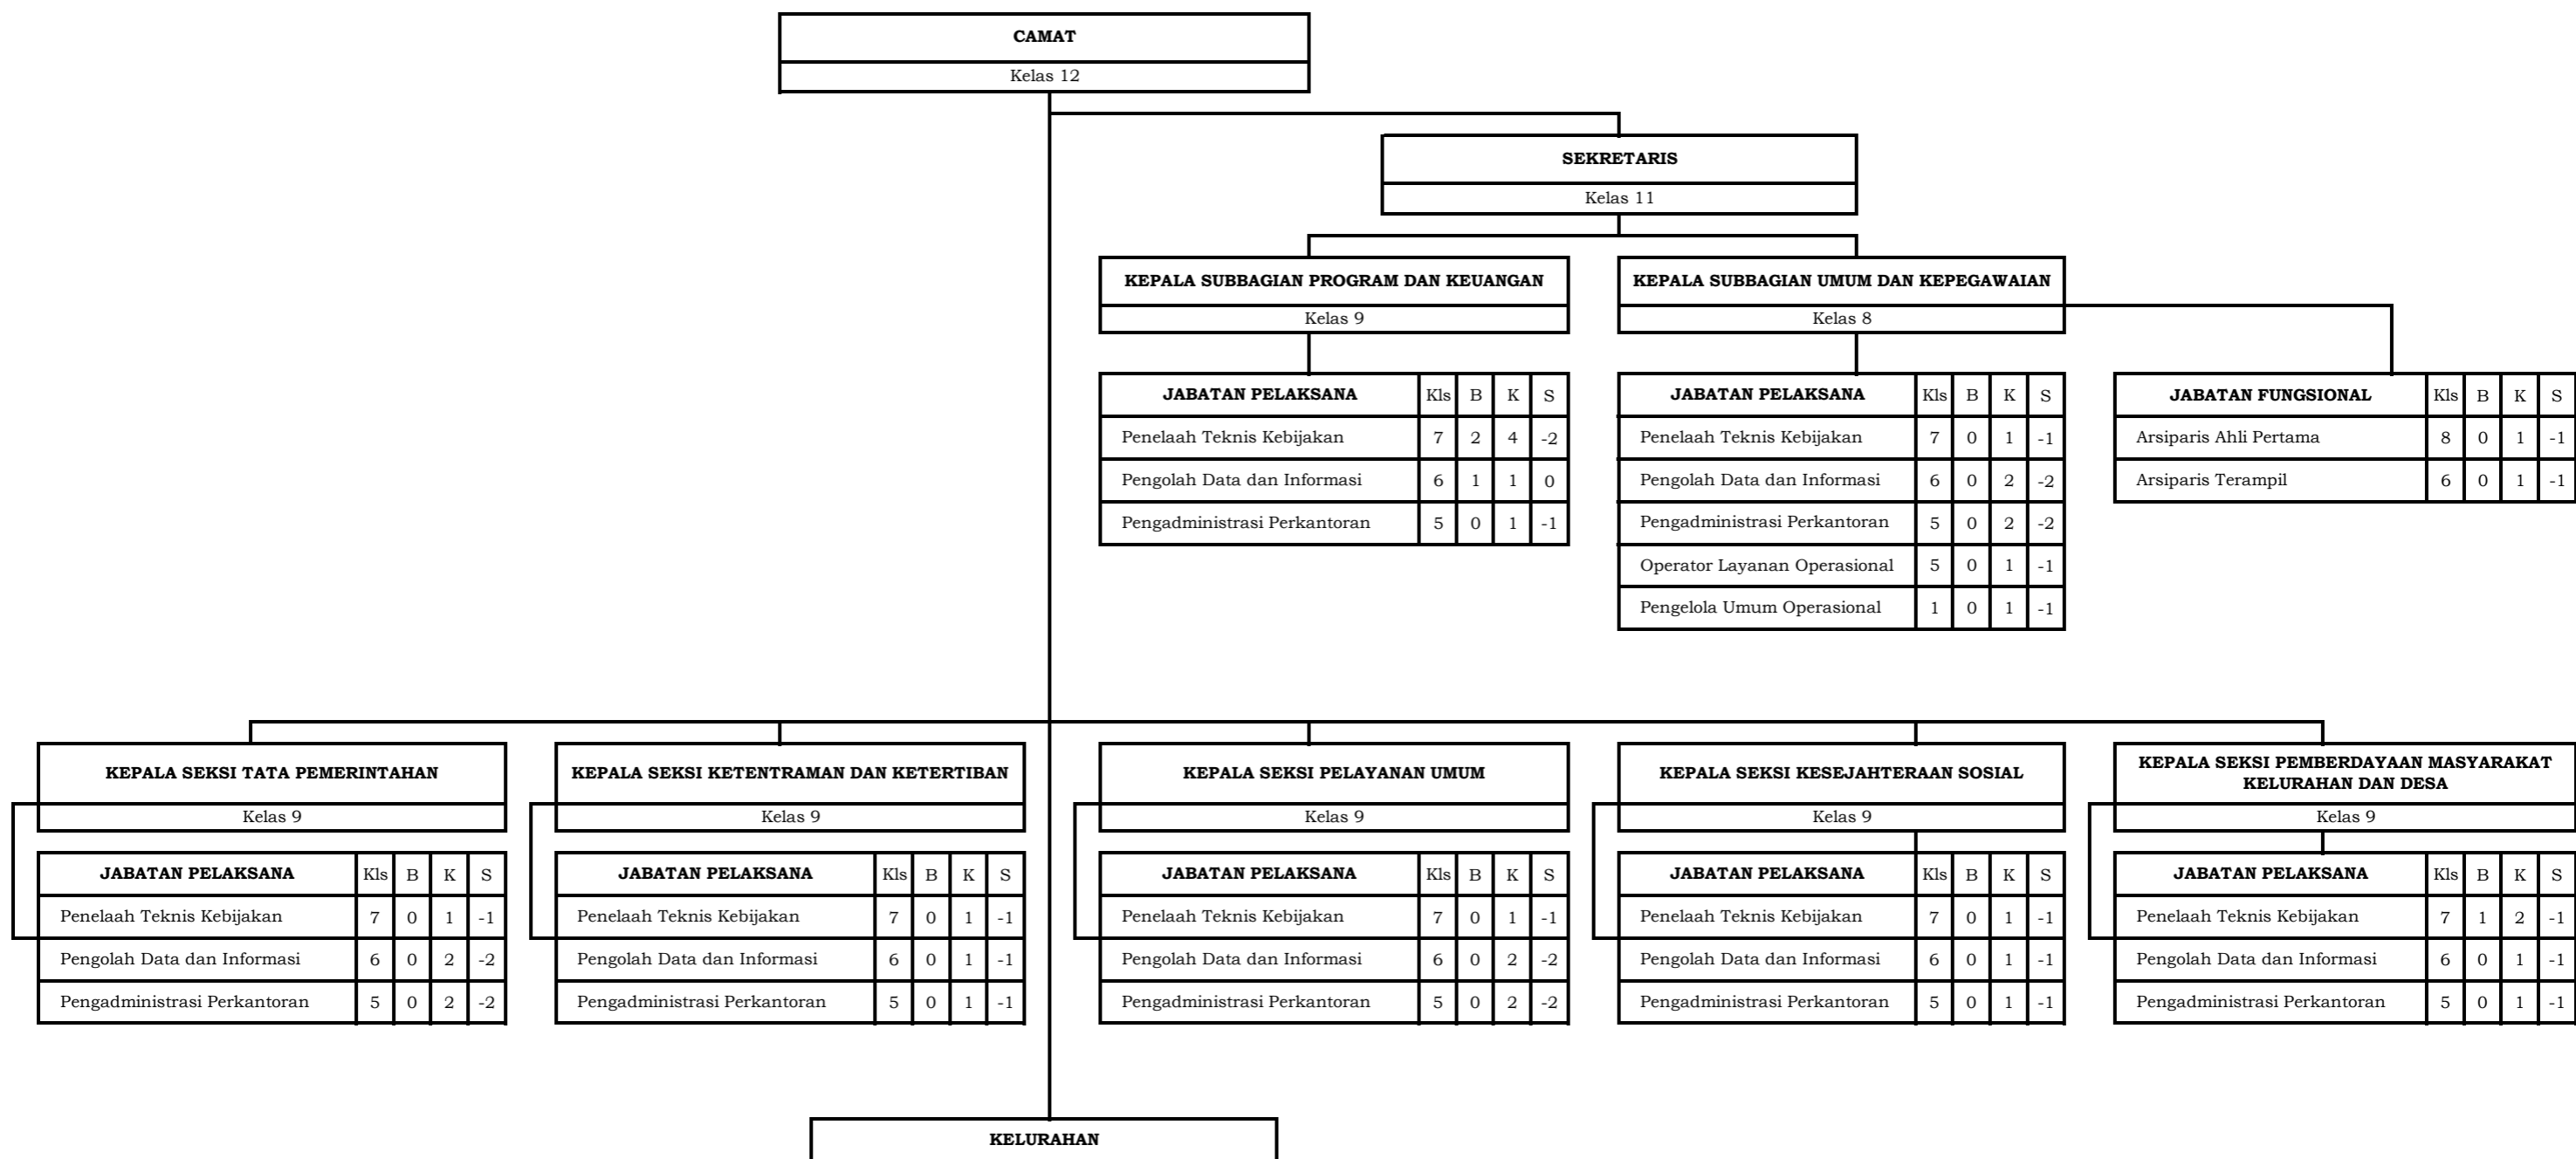 CAMAT
Kelas 12
SEKRETARIS
Kelas 11
KEPALA SUBBAGIAN PROGRAM DAN KEUANGAN
Kelas 9
JABATAN PELAKSANA Kls B K S
Penelaah Teknis Kebijakan 7 2 4 -2
Pengolah Data dan Informasi 6 1 1 0
Pengadministrasi Perkantoran 5 0 1 -1
KEPALA SUBBAGIAN UMUM DAN KEPEGAWAIAN
Kelas 8
JABATAN PELAKSANA Kls B K S
Penelaah Teknis Kebijakan 7 0 1 -1
Pengolah Data dan Informasi 6 0 2 -2
Pengadministrasi Perkantoran 5 0 2 -2
Operator Layanan Operasional 5 0 1 -1
Pengelola Umum Operasional 1 0 1 -1
JABATAN FUNGSIONAL Kls B K S
Arsiparis Ahli Pertama 8 0 1 -1
Arsiparis Terampil 6 0 1 -1
KEPALA SEKSI TATA PEMERINTAHAN
Kelas 9
JABATAN PELAKSANA Kls B K S
Penelaah Teknis Kebijakan 7 0 1 -1
Pengolah Data dan Informasi 6 0 2 -2
Pengadministrasi Perkantoran 5 0 2 -2
KEPALA SEKSI KETENTRAMAN DAN KETERTIBAN
Kelas 9
JABATAN PELAKSANA Kls B K S
Penelaah Teknis Kebijakan 7 0 1 -1
Pengolah Data dan Informasi 6 0 1 -1
Pengadministrasi Perkantoran 5 0 1 -1
KEPALA SEKSI PELAYANAN UMUM
Kelas 9
JABATAN PELAKSANA Kls B K S
Penelaah Teknis Kebijakan 7 0 1 -1
Pengolah Data dan Informasi 6 0 2 -2
Pengadministrasi Perkantoran 5 0 2 -2
KEPALA SEKSI KESEJAHTERAAN SOSIAL
Kelas 9
JABATAN PELAKSANA Kls B K S
Penelaah Teknis Kebijakan 7 0 1 -1
Pengolah Data dan Informasi 6 0 1 -1
Pengadministrasi Perkantoran 5 0 1 -1
KEPALA SEKSI PEMBERDAYAAN MASYARAKAT
KELURAHAN DAN DESA
Kelas 9
JABATAN PELAKSANA Kls B K S
Penelaah Teknis Kebijakan 7 1 2 -1
Pengolah Data dan Informasi 6 0 1 -1
Pengadministrasi Perkantoran 5 0 1 -1
KELURAHAN